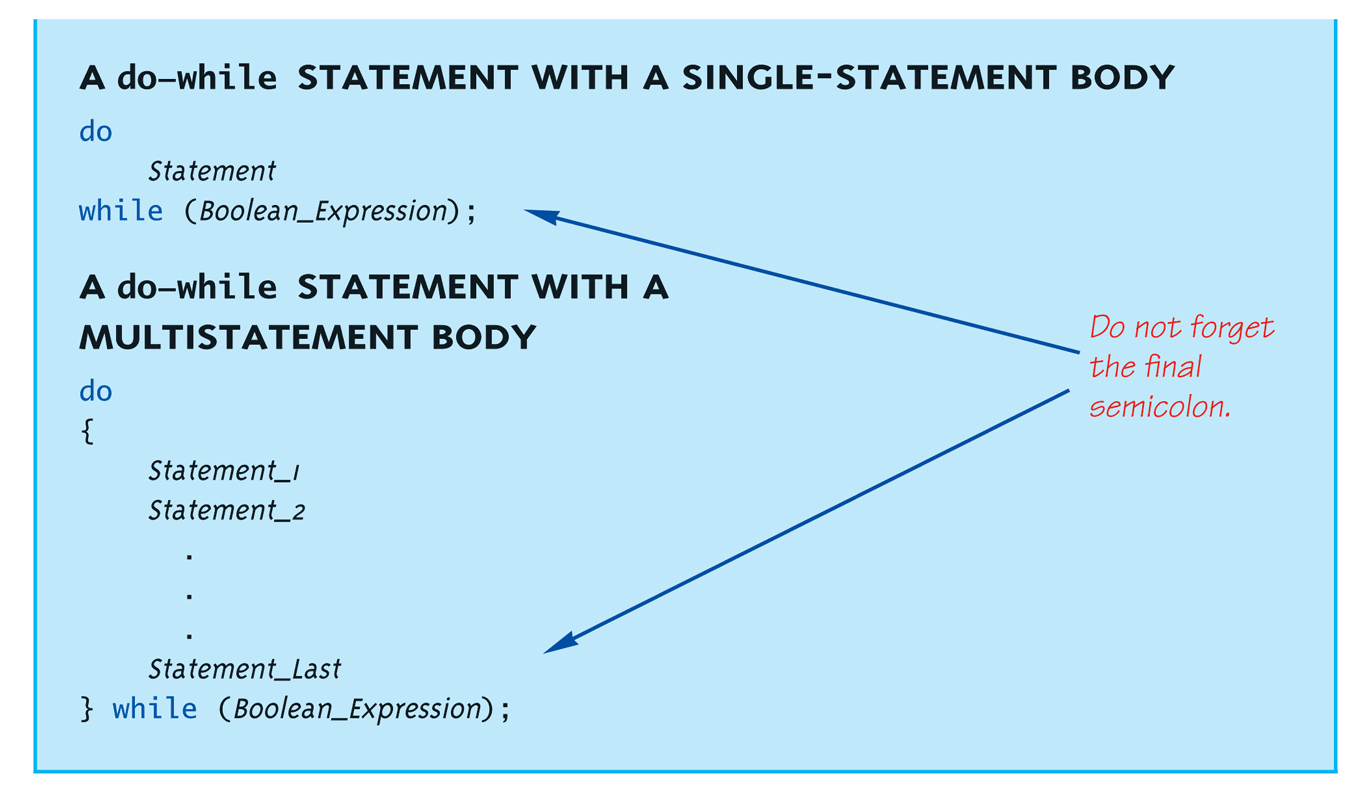 A do–while STATEMENT WITH A SINGLE-STATEMENT BODY
do
Statement
while (Boolean_Expression);
A do–while STATEMENT WITH A
MULTISTATEMENT BODY
do
{
Statement_1
Statement_2
.
.
.
Statement_Last
} while (Boolean_Expression);
Do not forget
the final
semicolon.